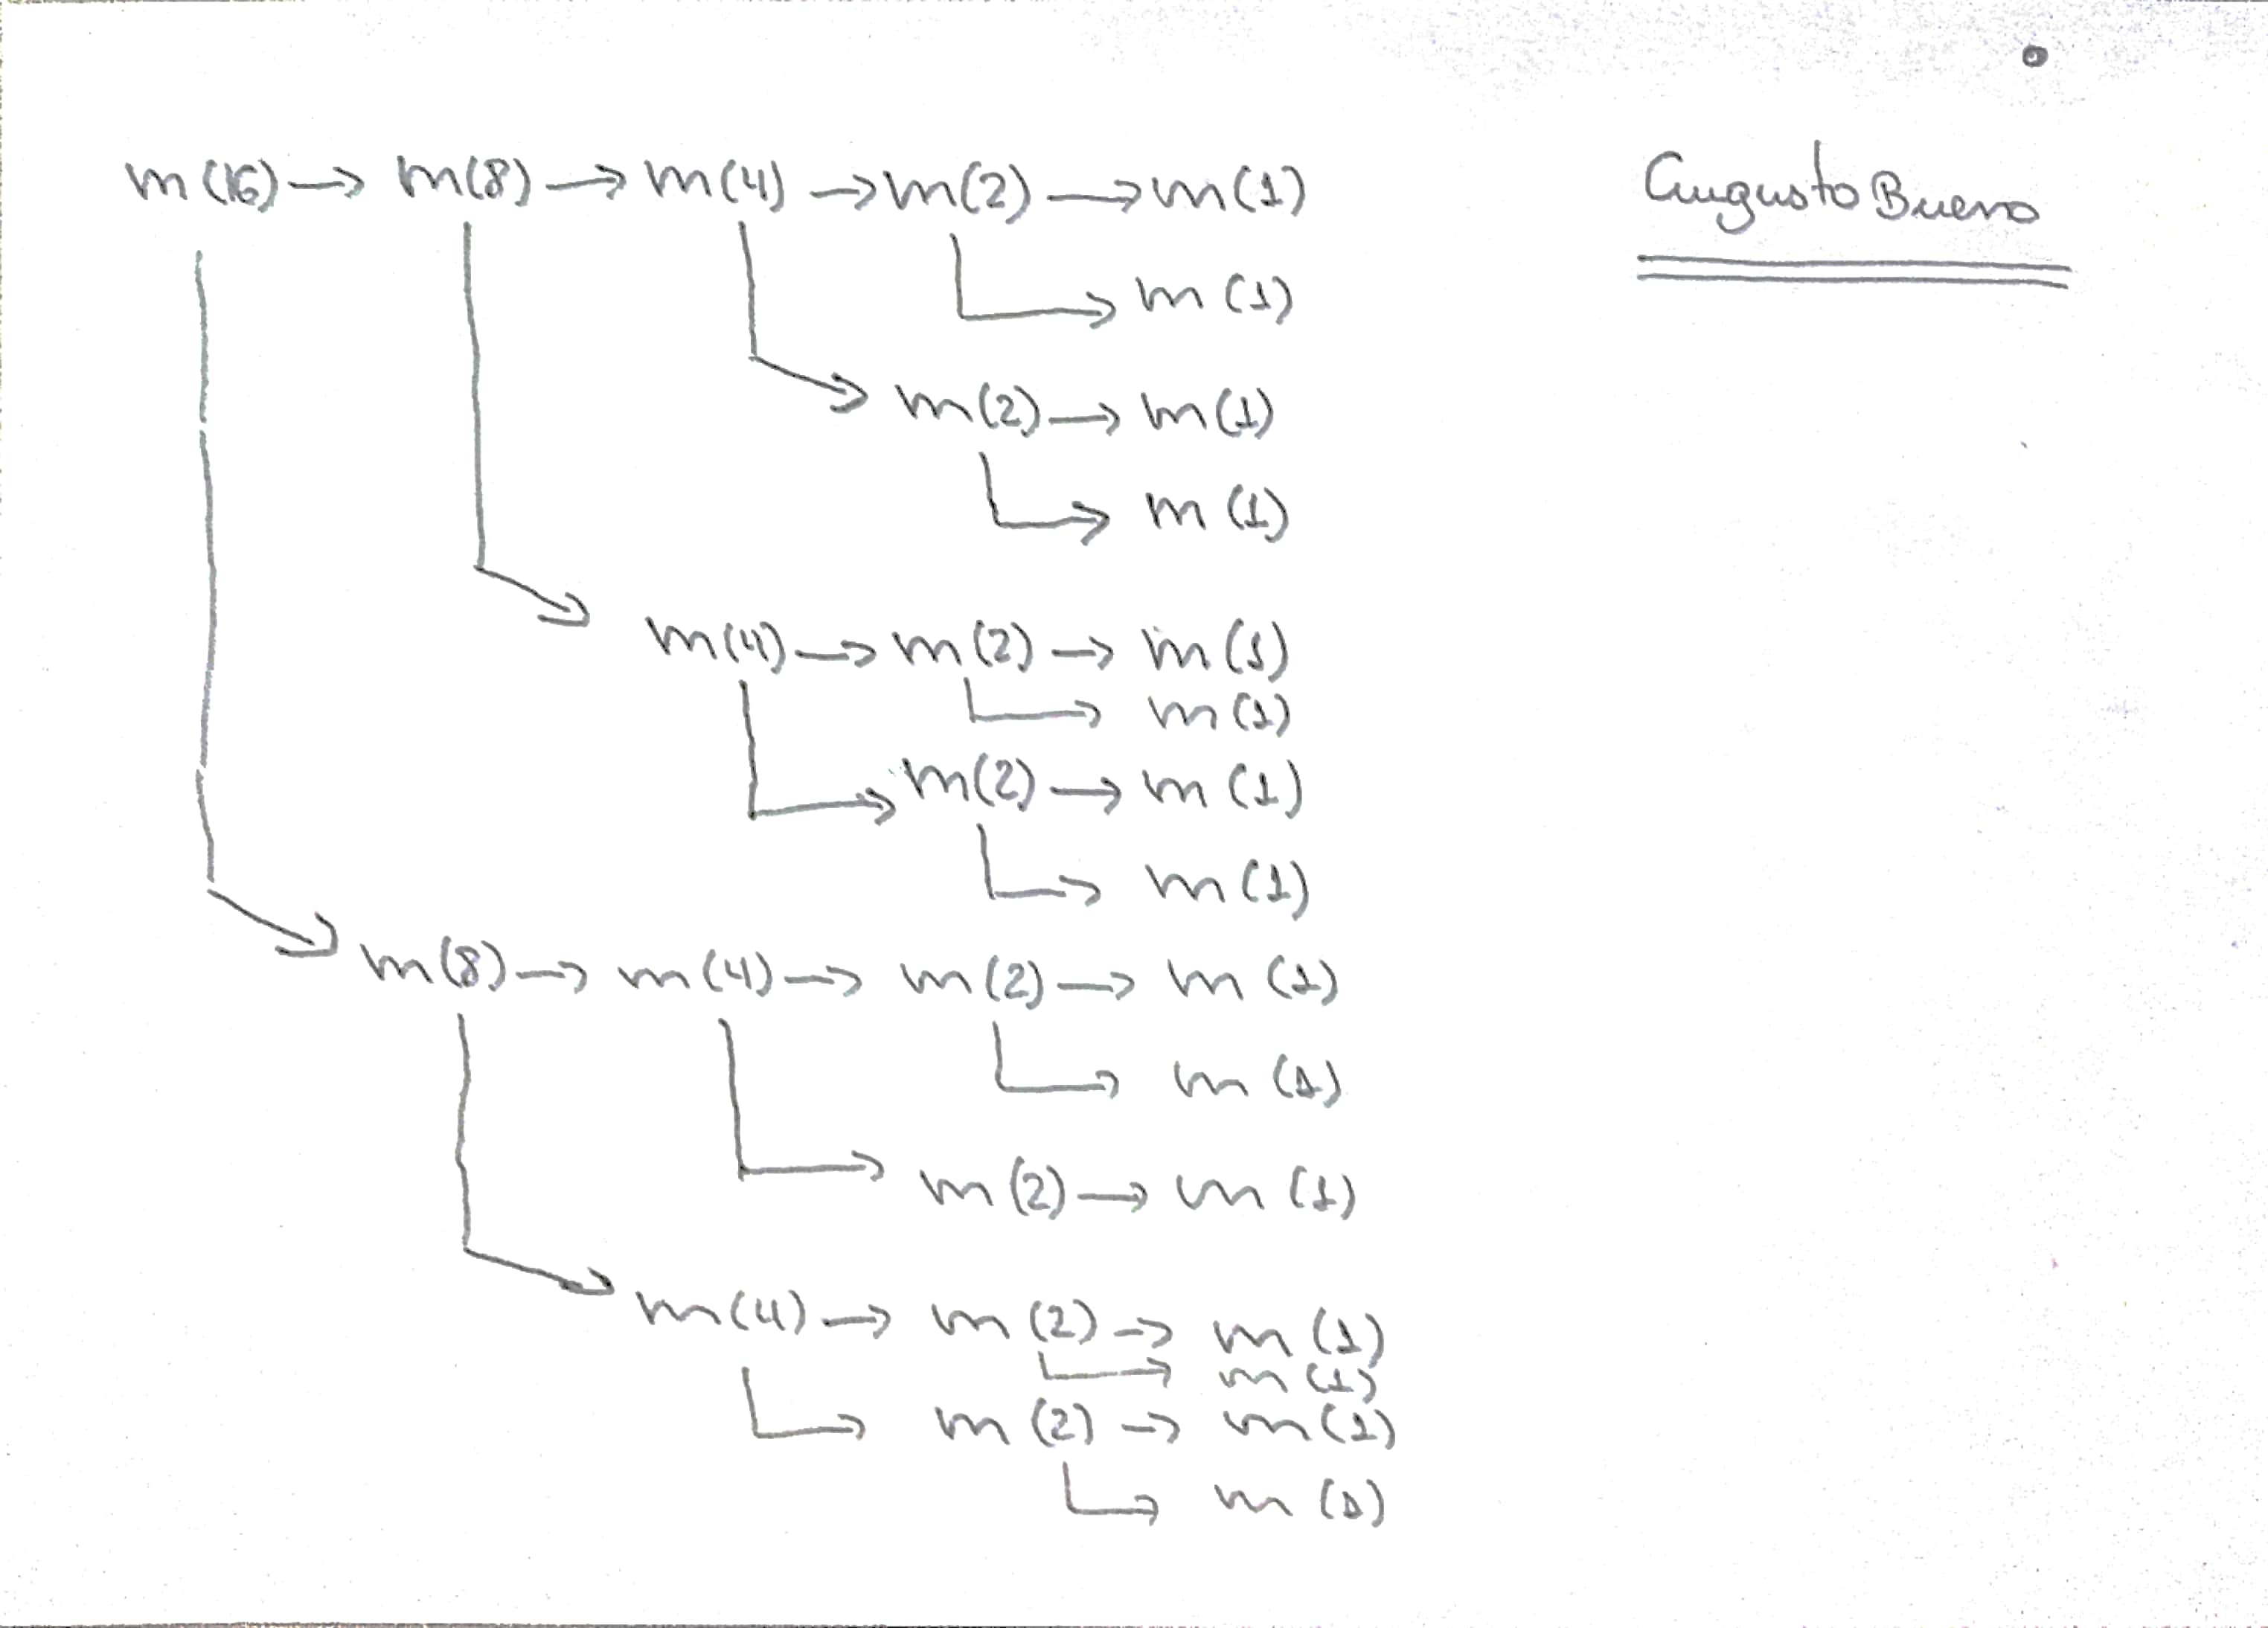 m(16) → m(8) → m(4) → m(2) → m(1)
Augusto Bueno
m(1)
m(2) → m(1)
m(1)
m(4) → m(2) → m(1)
m(1)
m(2) → m(1)
m(1)
m(8) → m(4) → m(2) → m(1)
m(1)
m(2) → m(1)
m(4) → m(2) → m(1)
m(1)
m(2) → m(1)
m(1)